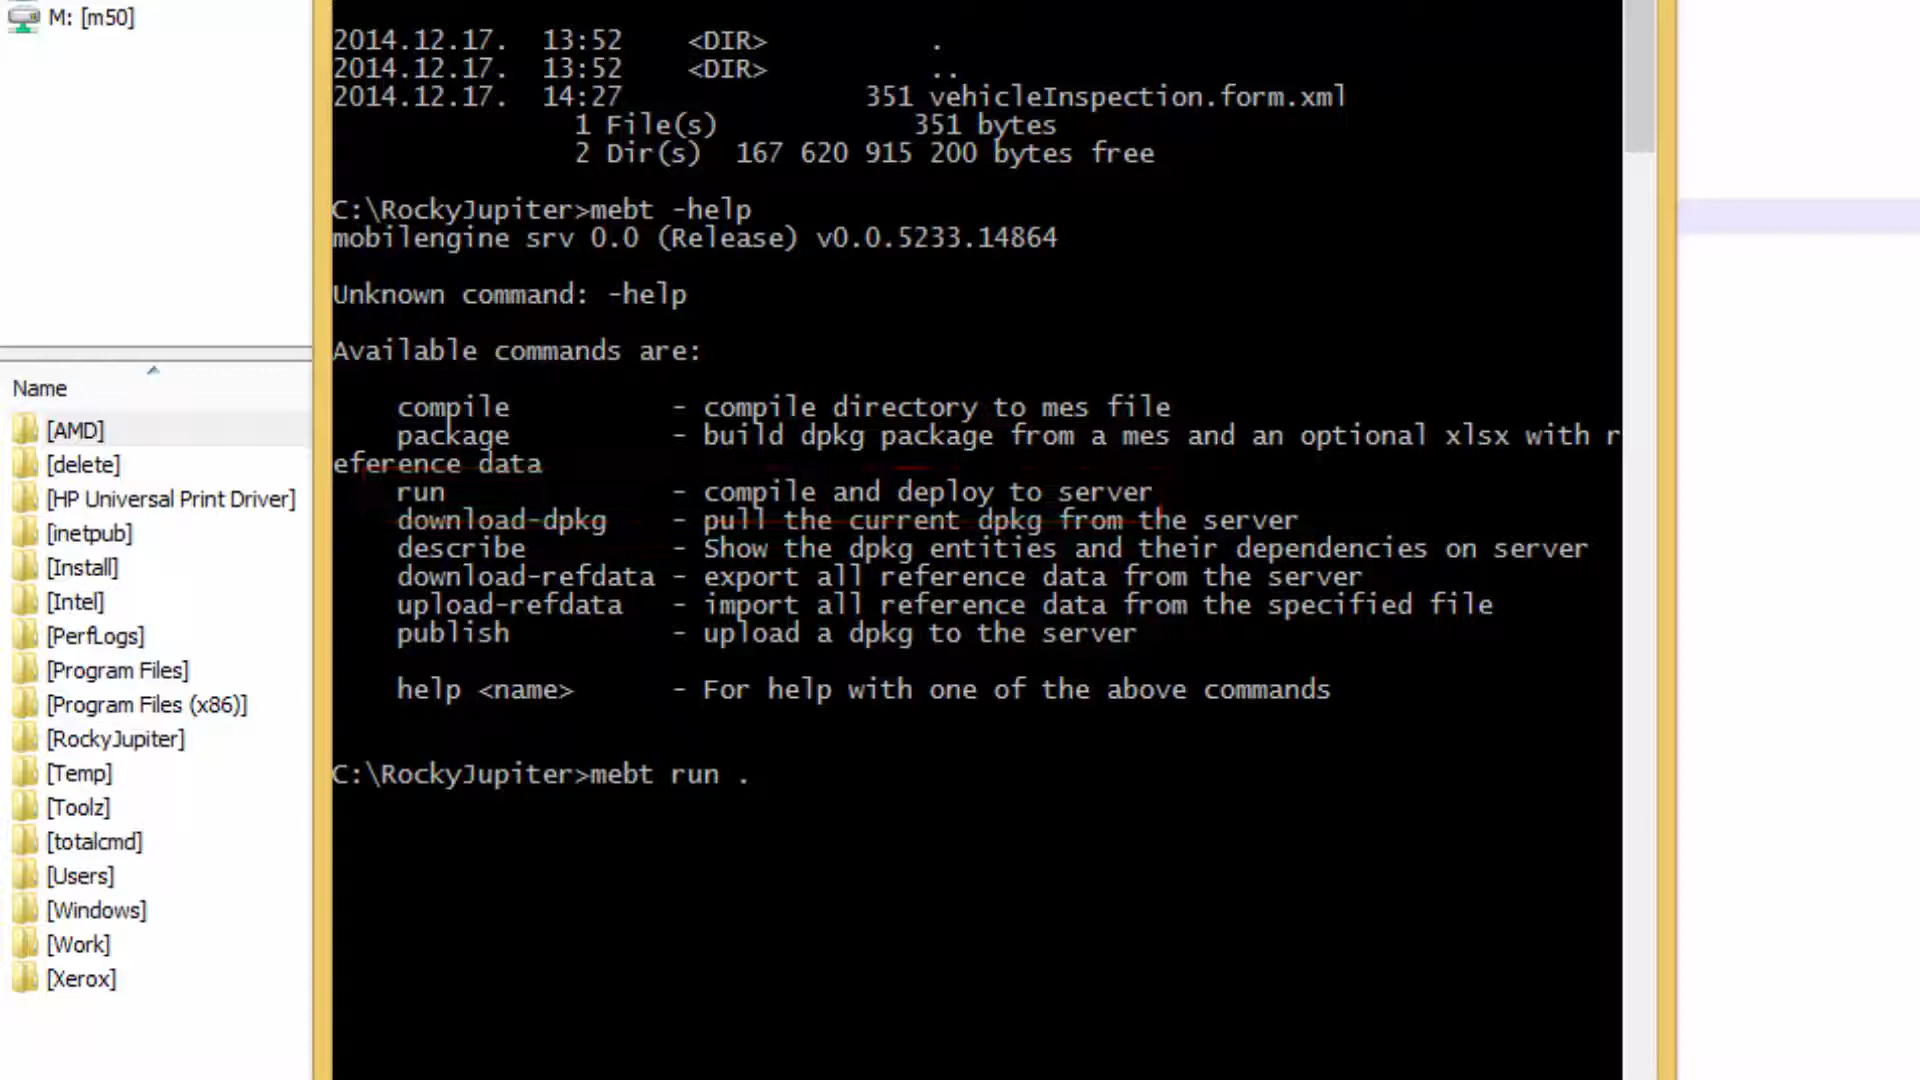 M: [m50]
Name
[AMD]
[delete]
[HP Universal Print Driver]
[inetpub]
[Install]
[Intel]
[PerfLogs]
[Program Files]
[Program Files (x86)]
[RockyJupiter]
[Temp]
[Toolz]
[totalcmd]
[Users]
[Windows]
[Work]
[Xerox]
2014.12.17.  13:52    <DIR>          .
2014.12.17.  13:52    <DIR>          ..
2014.12.17.  14:27               351 vehicleInspection.form.xml
1 File(s)            351 bytes
2 Dir(s)  167 620 915 200 bytes free
C:\RockyJupiter>mebt -help
mobilengine srv 0.0 (Release) v0.0.5233.14864
Unknown command: -help
Available commands are:
compile          - compile directory to mes file
package          - build dpkg package from a mes and an optional xlsx with r
eference data
run              - compile and deploy to server
download-dpkg    - pull the current dpkg from the server
describe         - Show the dpkg entities and their dependencies on server
download-refdata - export all reference data from the server
upload-refdata   - import all reference data from the specified file
publish          - upload a dpkg to the server
help <name>      - For help with one of the above commands
C:\RockyJupiter>mebt run .